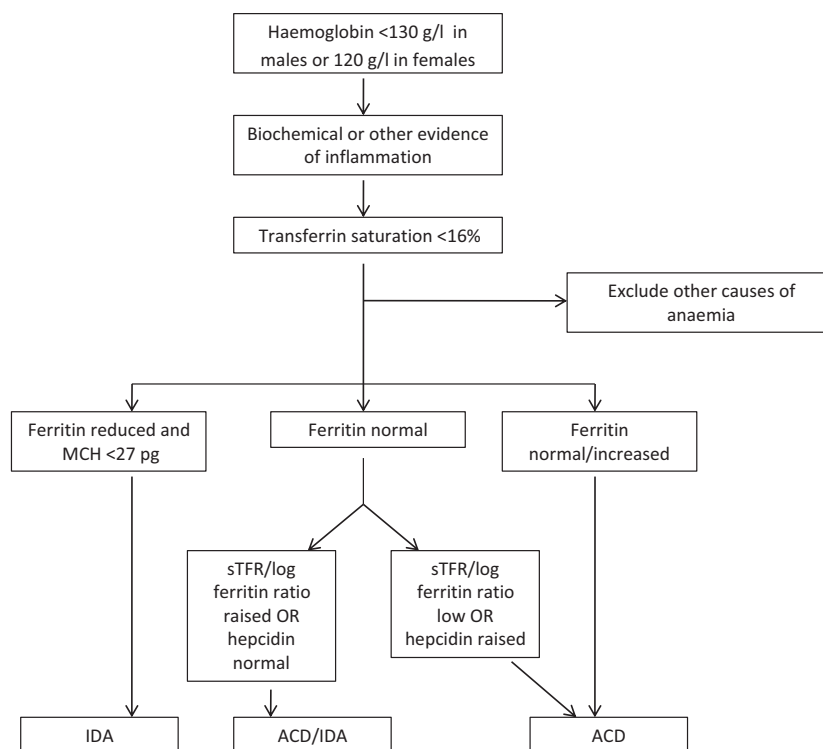 Haemoglobin <130 g/l in
males or 120 g/l in females
Biochemical or other evidence
of inflammation
Transferrin saturation <16%
Exclude other causes of
anaemia
Ferritin reduced and
MCH <27 pg
Ferritin normal
Ferritin
normal/increased
sTFR/log
ferritin ratio
raised OR
hepcidin
normal
sTFR/log
ferritin ratio
low OR
hepcidin raised
IDA
ACD/IDA
ACD